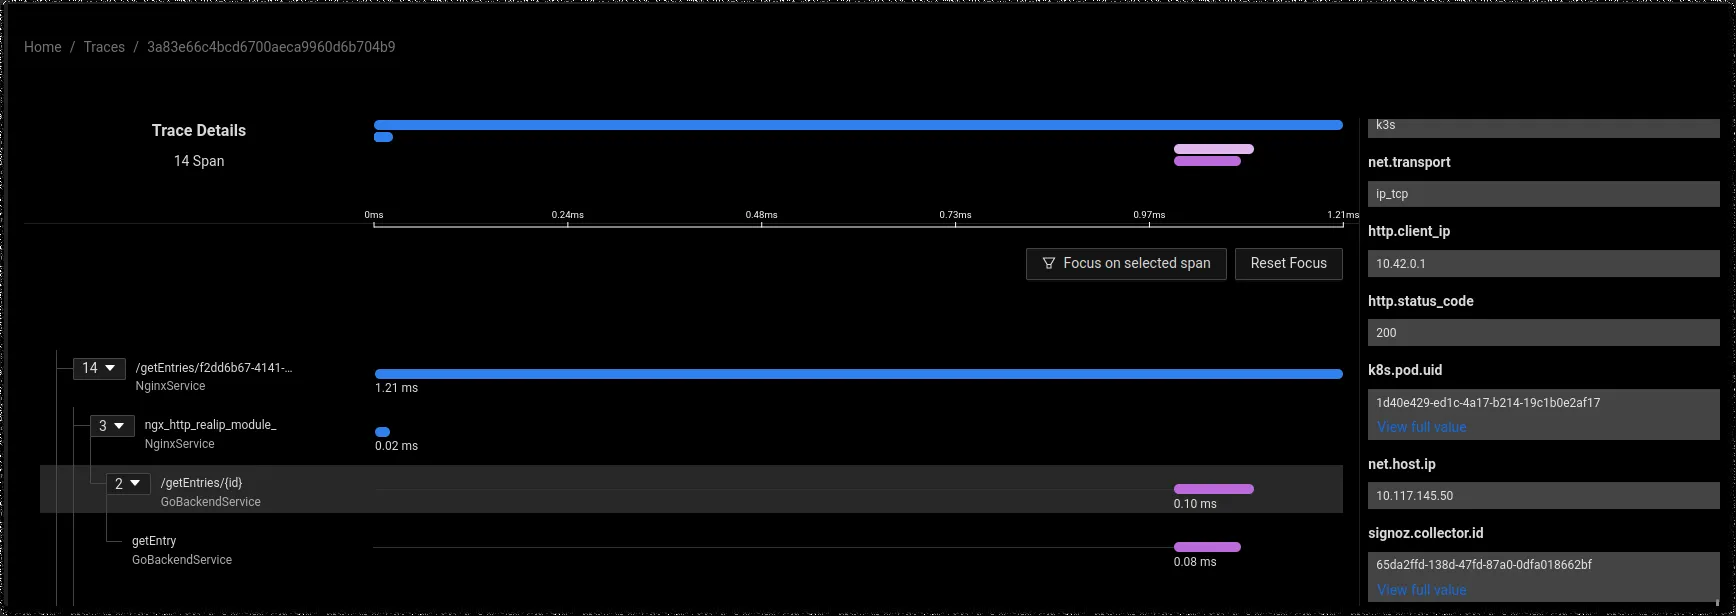 Home / Traces / 3a83e66c4bcd6700aeca9960d6b704b9
Trace Details
14 Span
0ms 0.24ms 0.48ms 0.73ms 0.97ms 1.21ms
Focus on selected span Reset Focus
14 /getEntries/f2dd6b67-4141-...
NginxService
1.21 ms
3 ngx_http_realip_module_
NginxService
0.02 ms
2 /getEntries/{id}
GoBackendService
0.10 ms
getEntry
GoBackendService
0.08 ms
k3s
net.transport
ip_tcp
http.client_ip
10.42.0.1
http.status_code
200
k8s.pod.uid
1d40e429-ed1c-4a17-b214-19c1b0e2af17
View full value
net.host.ip
10.117.145.50
signoz.collector.id
65da2ffd-138d-47fd-87a0-0dfa018662bf
View full value